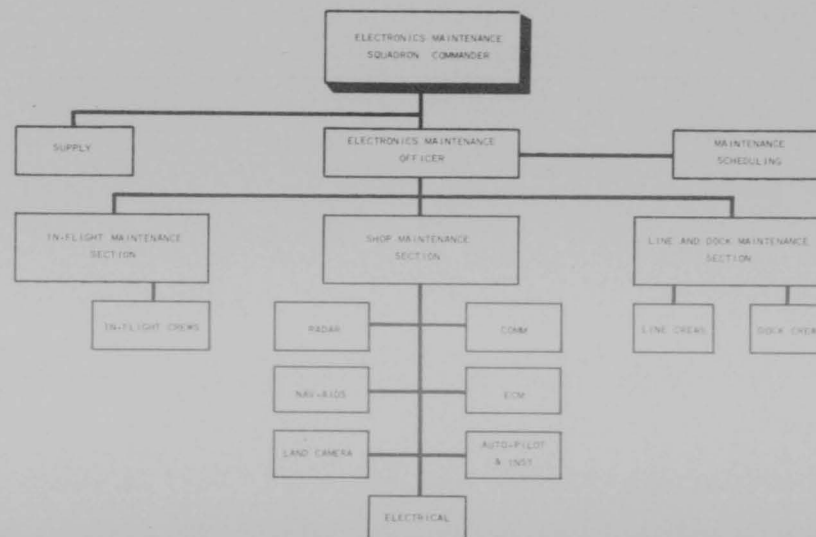 ELECTRONICS MAINTENANCE
SQUADRON COMMANDER
SUPPLY
ELECTRONICS MAINTENANCE
OFFICER
MAINTENANCE
SCHEDULING
IN-FLIGHT MAINTENANCE
SECTION
SHOP MAINTENANCE
SECTION
LINE AND DOCK MAINTENANCE
SECTION
IN-FLIGHT CREWS
LINE CREWS
DOCK CREWS
RADAR
COMM
NAV-AIDS
ECM
LAND CAMERA
AUTO-PILOT
& INST
ELECTRICAL